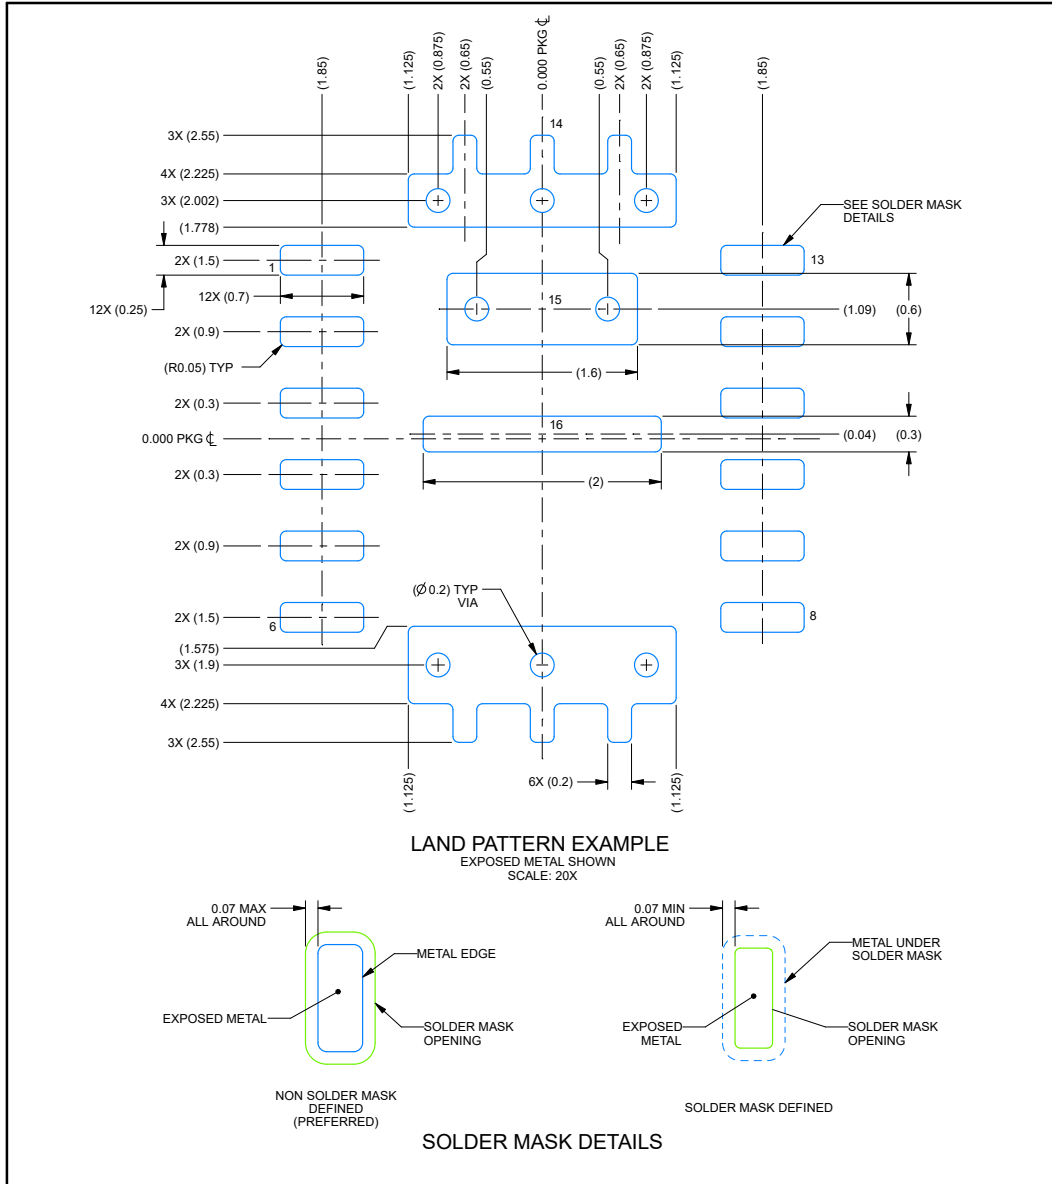 (1.85)
(1.125)
2X (0.875)
2X (0.65)
(0.55)
0.000 PKG ℄
(0.55)
2X (0.65)
2X (0.875)
(1.125)
(1.85)
3X (2.55)
14
4X (2.225)
3X (2.002)
SEE SOLDER MASK
DETAILS
(1.778)
2X (1.5)
1
13
12X (0.7)
15
12X (0.25)
(1.09)
(0.6)
2X (0.9)
(R0.05) TYP
(1.6)
2X (0.3)
16
0.000 PKG ℄
(0.04)
(0.3)
2X (0.3)
(2)
2X (0.9)
(Ø0.2) TYP
VIA
2X (1.5)
6
8
(1.575)
3X (1.9)
4X (2.225)
3X (2.55)
6X (0.2)
(1.125)
(1.125)
LAND PATTERN EXAMPLE
EXPOSED METAL SHOWN
SCALE: 20X
0.07 MAX
ALL AROUND
METAL EDGE
EXPOSED METAL
SOLDER MASK
OPENING
NON SOLDER MASK
DEFINED
(PREFERRED)
0.07 MIN
ALL AROUND
METAL UNDER
SOLDER MASK
EXPOSED
METAL
SOLDER MASK
OPENING
SOLDER MASK DEFINED
SOLDER MASK DETAILS